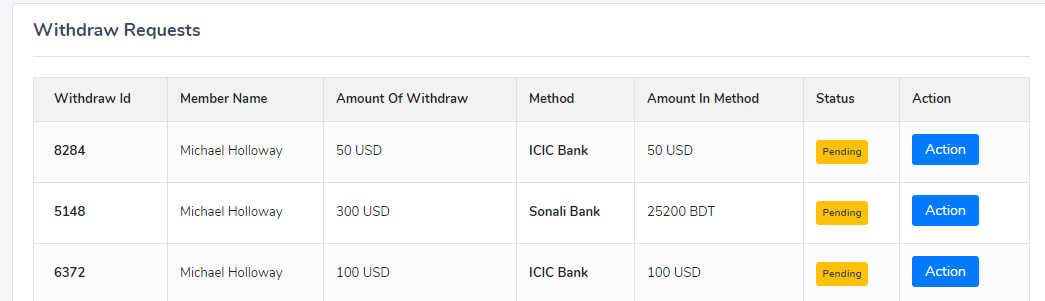 Withdraw Requests
Withdraw Id Member Name Amount Of Withdraw Method Amount In Method Status Action
8284 Michael Holloway 50 USD ICIC Bank 50 USD Pending Action
5148 Michael Holloway 300 USD Sonali Bank 25200 BDT Pending Action
6372 Michael Holloway 100 USD ICIC Bank 100 USD Pending Action